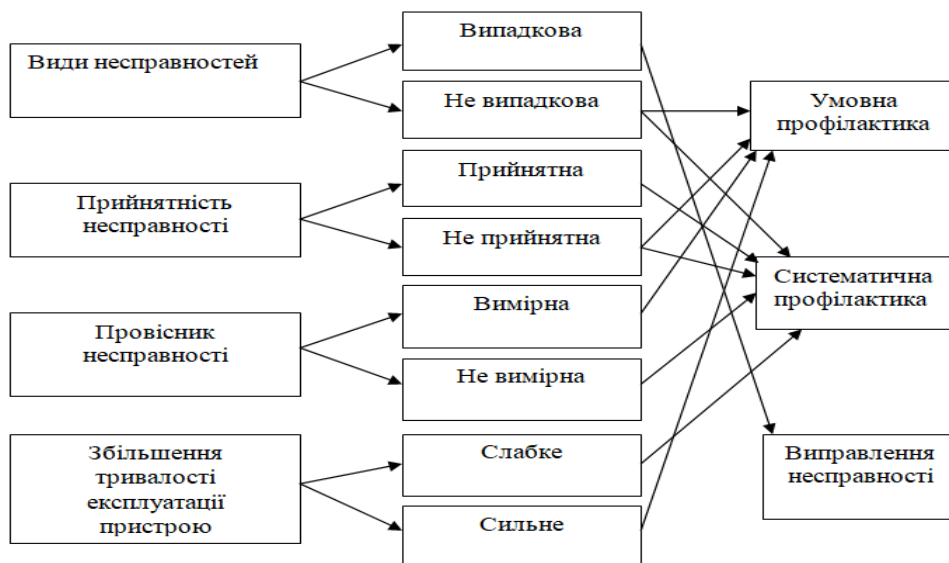 Види несправностей
Випадкова
Не випадкова
Прийнятність
несправності
Прийнятна
Не прийнятна
Провісник
несправності
Вимірна
Не вимірна
Збільшення
тривалості
експлуатації
пристрою
Слабке
Сильне
Умовна
профілактика
Систематична
профілактика
Виправлення
несправності